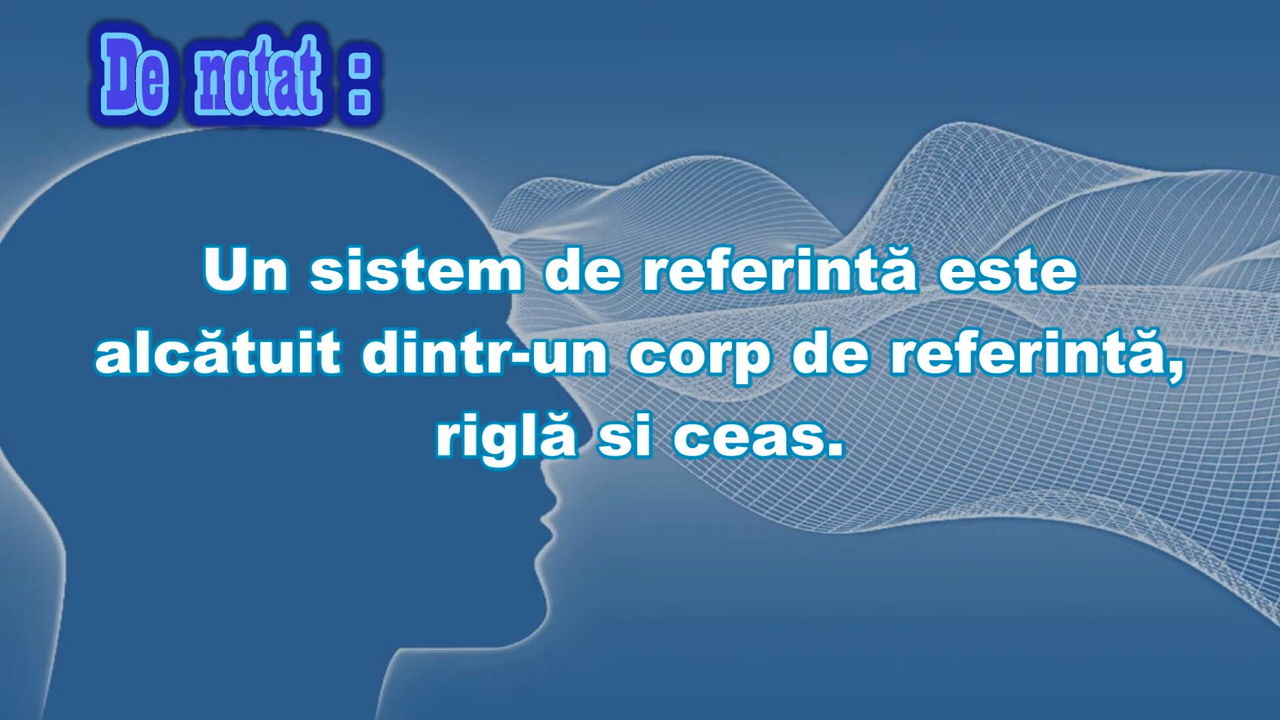 De notat :
Un sistem de referintă este
alcătuit dintr-un corp de referintă,
riglă si ceas.